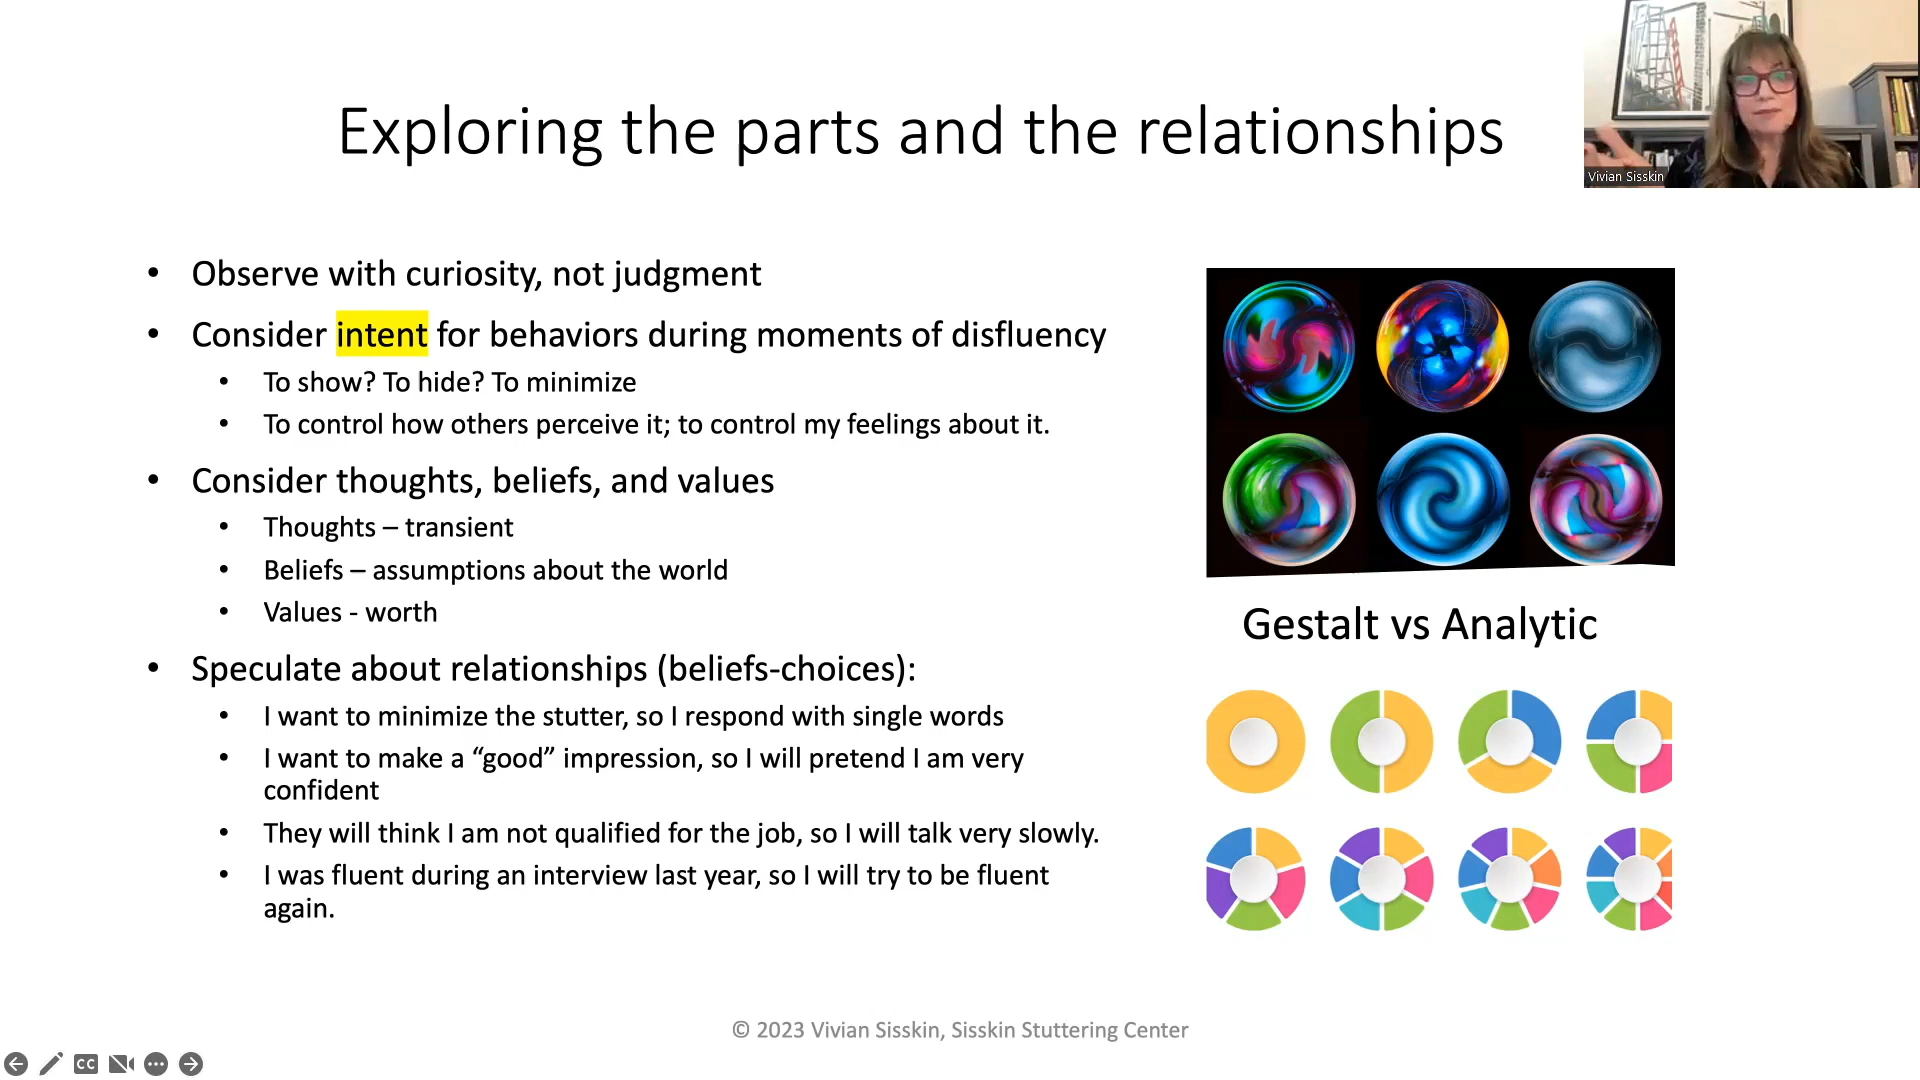 Exploring the parts and the relationships
Vivian Sisskin
• Observe with curiosity, not judgment
• Consider intent for behaviors during moments of disfluency
• To show? To hide? To minimize
• To control how others perceive it; to control my feelings about it.
• Consider thoughts, beliefs, and values
• Thoughts – transient
• Beliefs – assumptions about the world
• Values - worth
• Speculate about relationships (beliefs-choices):
• I want to minimize the stutter, so I respond with single words
• I want to make a “good” impression, so I will pretend I am very
confident
• They will think I am not qualified for the job, so I will talk very slowly.
• I was fluent during an interview last year, so I will try to be fluent
again.
Gestalt vs Analytic
© 2023 Vivian Sisskin, Sisskin Stuttering Center
CC